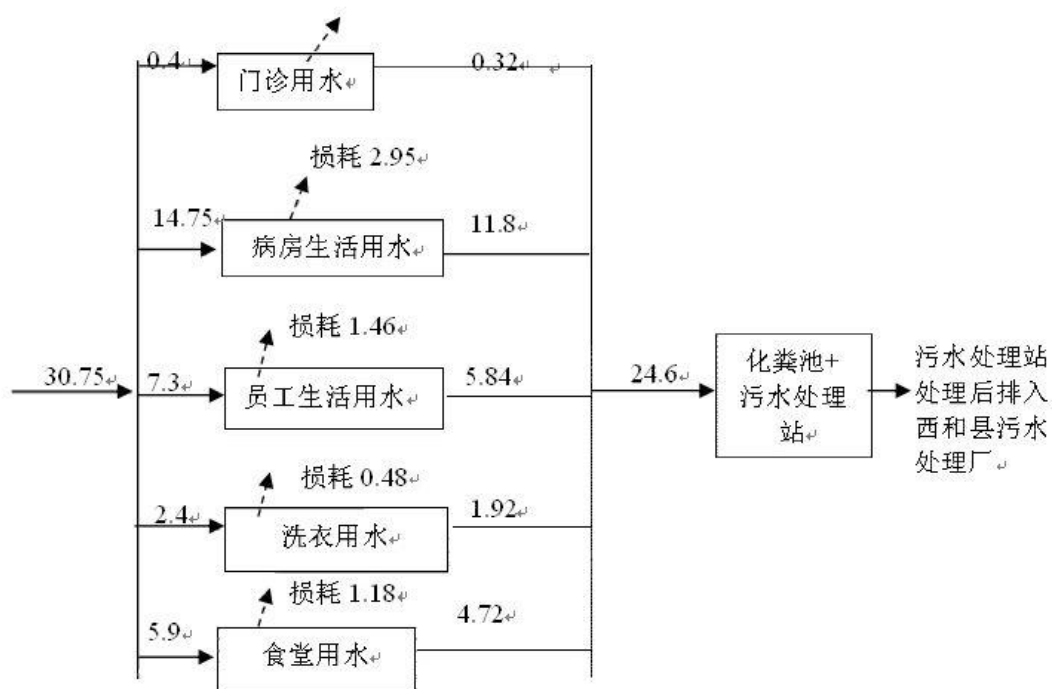 0.4
门诊用水
0.32
损耗 2.95
14.75
病房生活用水
11.8
损耗 1.46
30.75
7.3
员工生活用水
5.84
24.6
化粪池+
污水处理
站
污水处理站
处理后排入
西和县污水
处理厂
损耗 0.48
2.4
洗衣用水
1.92
损耗 1.18
5.9
食堂用水
4.72